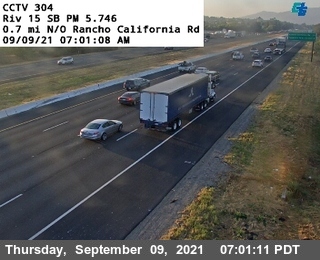 CCTV 304
Riv 15 SB PM 5.746
0.7 mi N/O Rancho California Rd
09/09/21 07:01:08 AM
Thursday, September 09, 2021 07:01:11 PDT